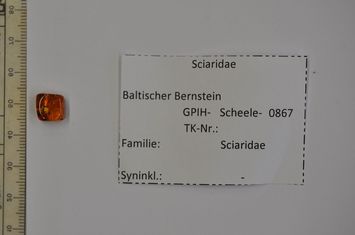 Sciaridae
Baltischer Bernstein
GPIH- Scheele- 0867
TK-Nr.:
Familie: Sciaridae
Syninkl.: -